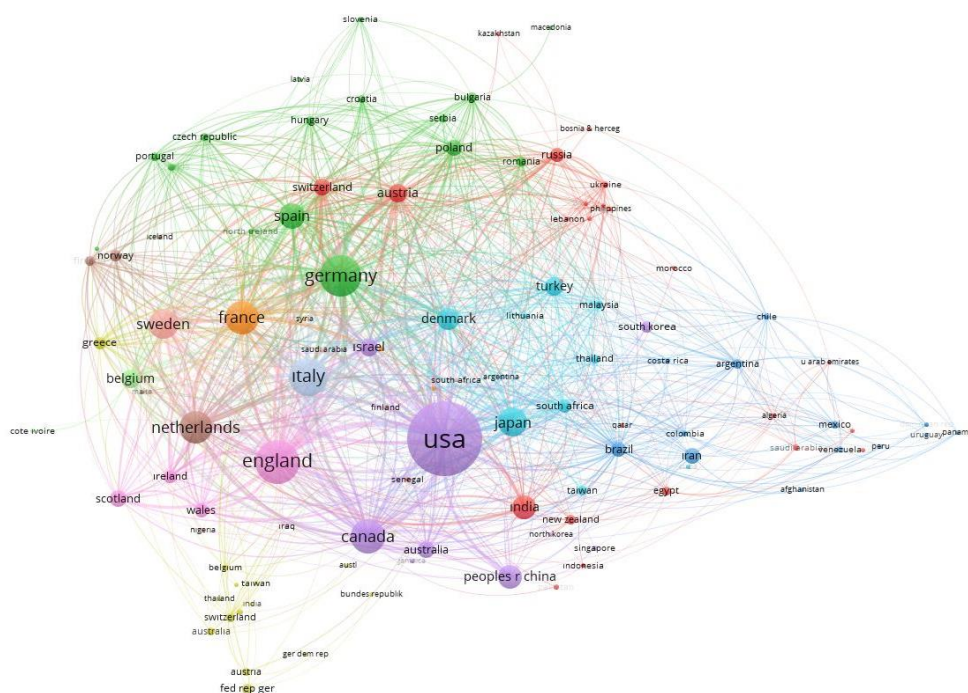 slovenia
macedonia
kazakhstan
latvia
croatia
bulgaria
hungary
serbia
bosnia & herceg
czech republic
poland
portugal
romania
russia
switzerland
austria
ukraine
spain
philippines
lebanon
north ireland
iceland
norway
germany
morocco
turkey
malaysia
chile
sweden
france
syria
denmark
lithuania
south korea
greece
israel
saudi arabia
thailand
costa rica
argentina
u arab emirates
belgium
italy
south africa
argentina
finland
south africa
algeria
cote ivoire
netherlands
usa
japan
qatar
colombia
mexico
uruguay
panam
england
brazil
iran
saudi arabia
venezuela
peru
ireland
senegal
taiwan
egypt
afghanistan
scotland
wales
india
new zealand
nigeria
iraq
canada
australia
northkorea
singapore
jamaica
belgium
austl
indonesia
peoples r china
taiwan
thailand
india
bundesrepublik
switzerland
australia
ger dem rep
austria
fed rep ger